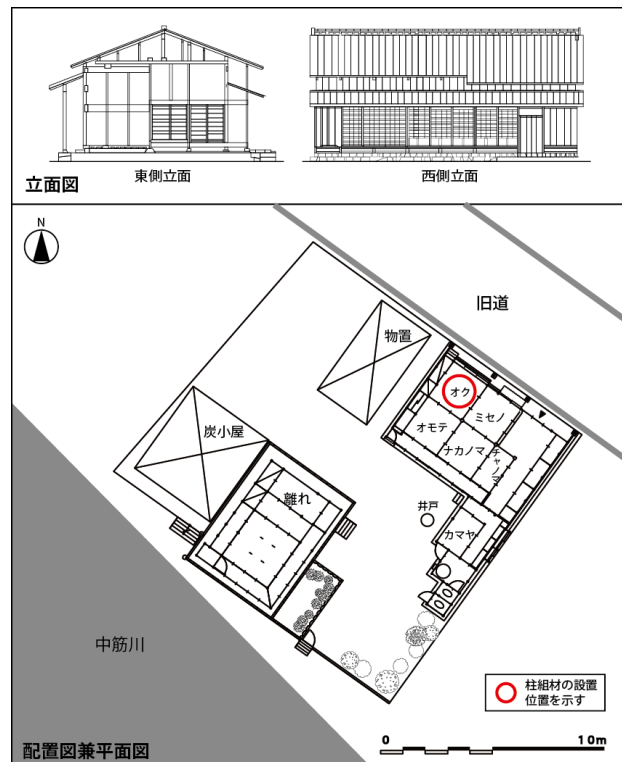 東側立面
西側立面
立面図
N
旧道
物置
オク
ミセノ
オモテ
ナカノマ
チャノマ
炭小屋
離れ
井戸
カマヤ
中筋川
柱組材の設置
位置を示す
0
10m
配置図兼平面図